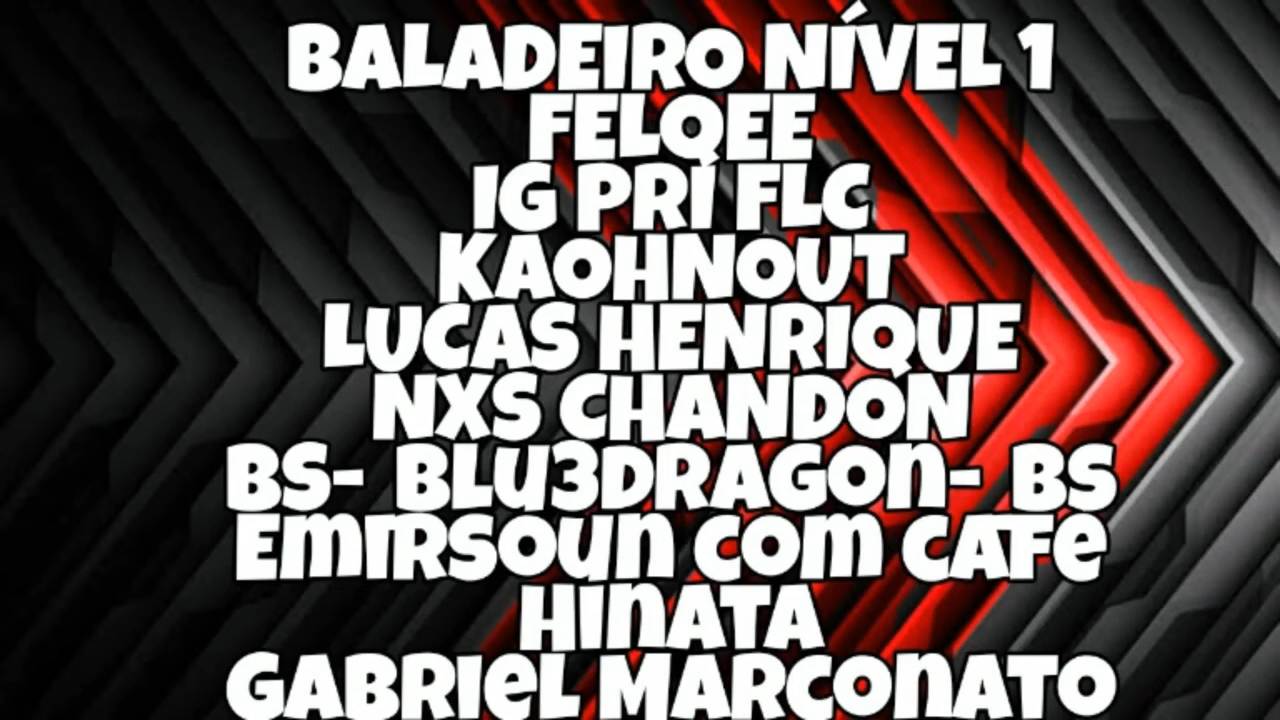 BALADEIRO NÍVEL 1
FELQEE
IG PRI FLC
KAOHNOUT
LUCAS HENRIQUE
NXS CHANDON
BS- BLu3DRAGon- BS
EmIRSoun com CAFe
HInATA
GABRIeL MARconATO